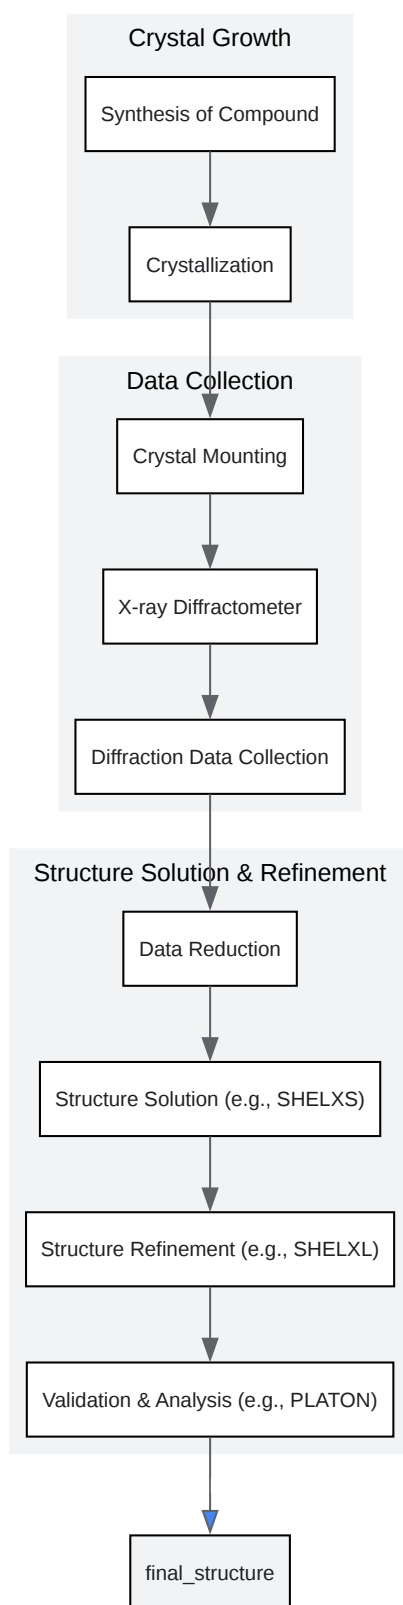 Crystal Growth
Synthesis of Compound
Crystallization
Data Collection
Crystal Mounting
X-ray Diffractometer
Diffraction Data Collection
Structure Solution & Refinement
Data Reduction
Structure Solution (e.g., SHELXS)
Structure Refinement (e.g., SHELXL)
Validation & Analysis (e.g., PLATON)
final_structure